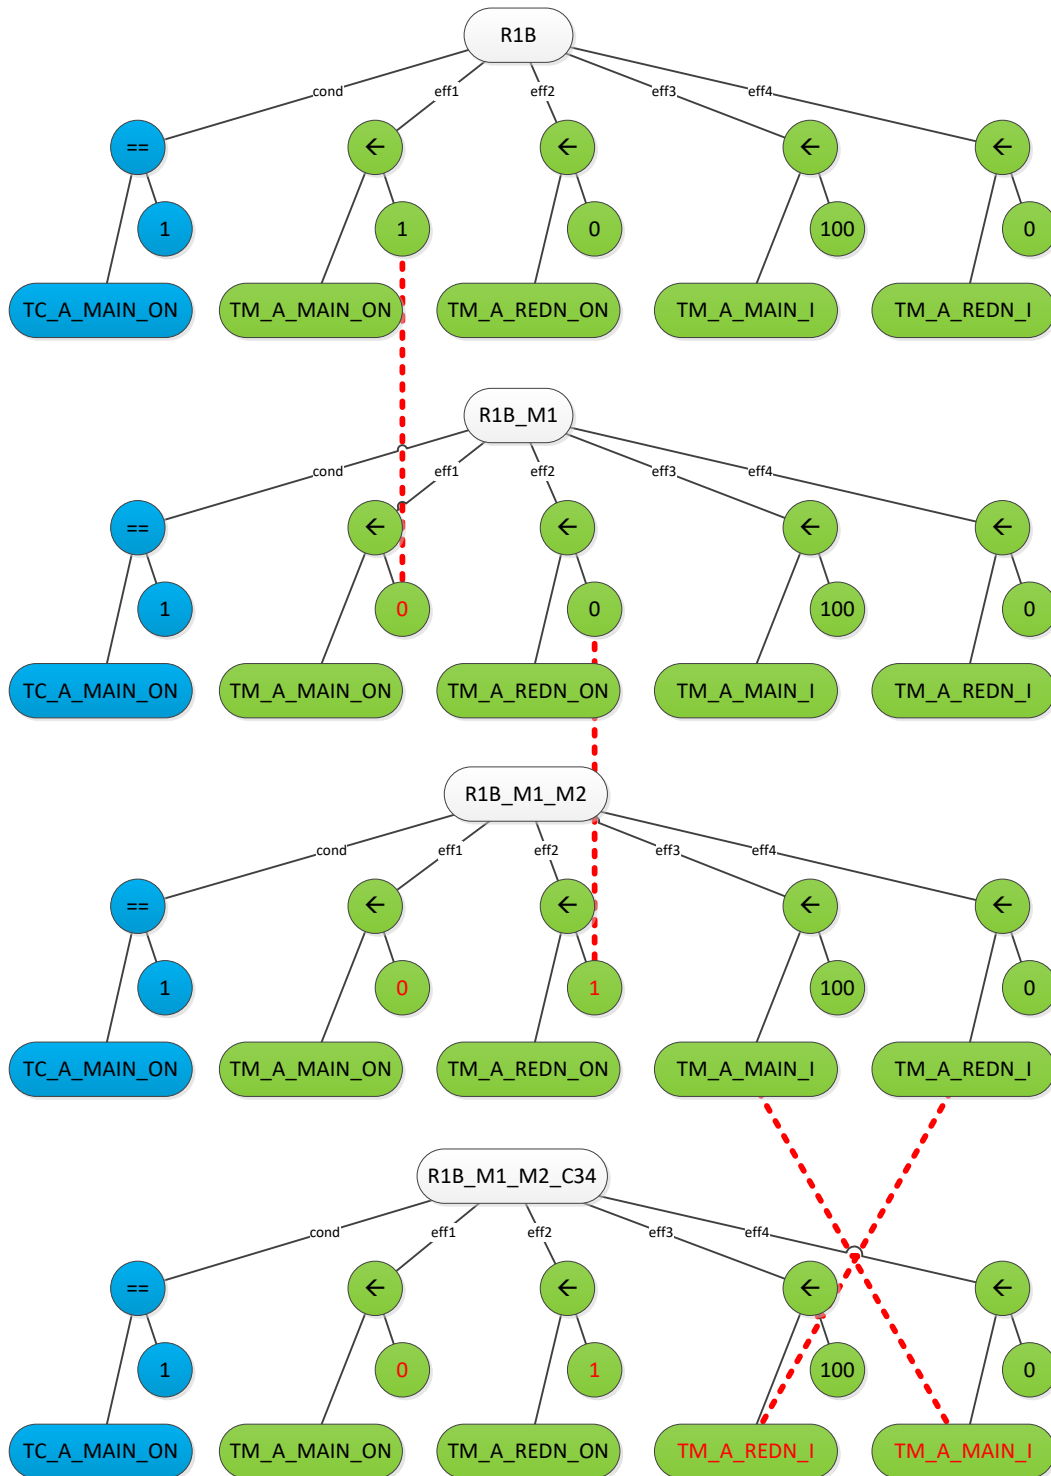 R1B
cond eff1 eff2 eff3 eff4
== ← ← ← ←
1 1 0 100 0
TC_A_MAIN_ON TM_A_MAIN_ON TM_A_REDN_ON TM_A_MAIN_I TM_A_REDN_I
R1B_M1
cond eff1 eff2 eff3 eff4
== ← ← ← ←
1 0 0 100 0
TC_A_MAIN_ON TM_A_MAIN_ON TM_A_REDN_ON TM_A_MAIN_I TM_A_REDN_I
R1B_M1_M2
cond eff1 eff2 eff3 eff4
== ← ← ← ←
1 0 1 100 0
TC_A_MAIN_ON TM_A_MAIN_ON TM_A_REDN_ON TM_A_MAIN_I TM_A_REDN_I
R1B_M1_M2_C34
cond eff1 eff2 eff3 eff4
== ← ← ← ←
1 0 1 100 0
TC_A_MAIN_ON TM_A_MAIN_ON TM_A_REDN_ON TM_A_REDN_I TM_A_MAIN_I